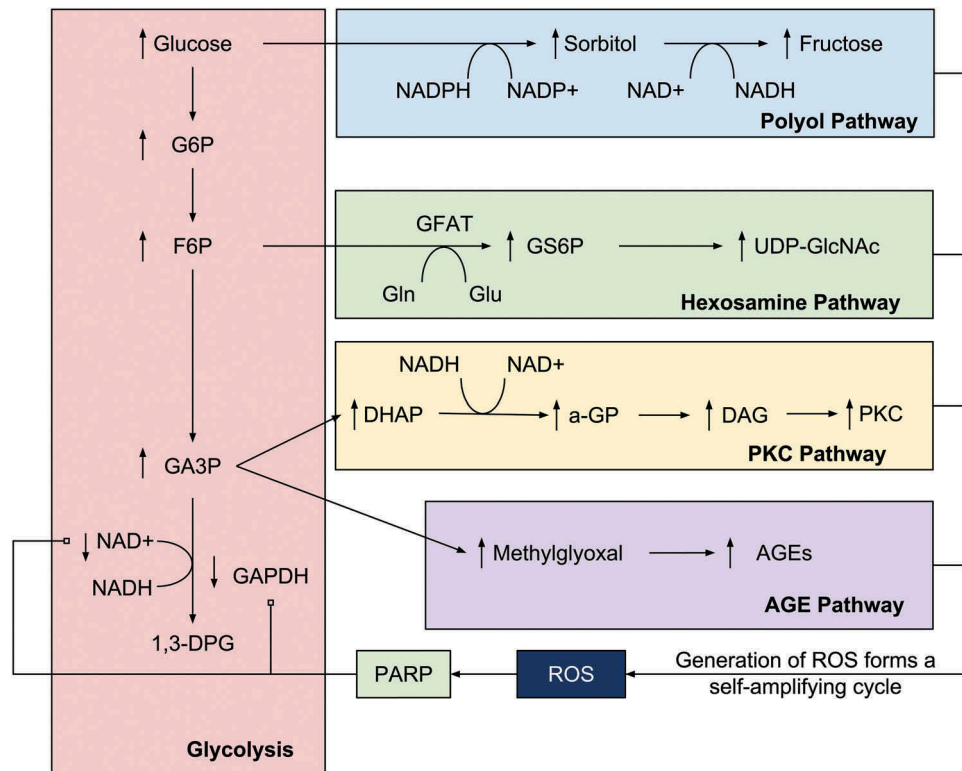 Glucose
Sorbitol
Fructose
NADPH
NADP+
NAD+
NADH
Polyol Pathway
G6P
F6P
GFAT
GS6P
UDP-GlcNAc
Gln
Glu
Hexosamine Pathway
NADH
NAD+
DHAP
a-GP
DAG
PKC
PKC Pathway
GA3P
NAD+
NADH
GAPDH
1,3-DPG
Methylglyoxal
AGEs
AGE Pathway
PARP
ROS
Generation of ROS forms a
self-amplifying cycle
Glycolysis